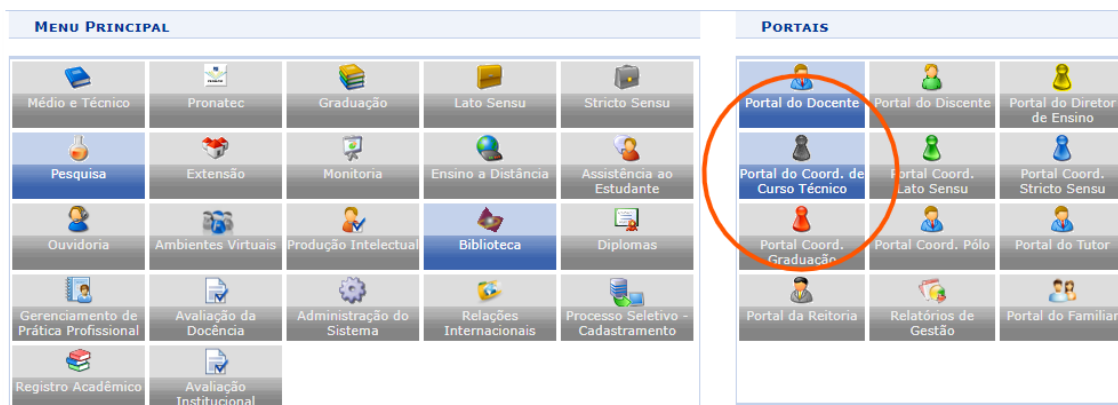 MENU PRINCIPAL
Médio e Técnico
Pronatec
Graduação
Lato Sensu
Stricto Sensu
Pesquisa
Extensão
Monitoria
Ensino a Distância
Assistência ao
Estudante
Ouvidoria
Ambientes Virtuais
Produção Intelectual
Biblioteca
Diplomas
Gerenciamento de
Prática Profissional
Avaliação da
Docência
Administração do
Sistema
Relações
Internacionais
Processo Seletivo -
Cadastramento
Registro Acadêmico
Avaliação
Institucional
PORTAIS
Portal do Docente
Portal do Discente
Portal do Diretor
de Ensino
Portal do Coord. de
Curso Técnico
Portal Coord.
Lato Sensu
Portal Coord.
Stricto Sensu
Portal Coord.
Graduação
Portal Coord. Pólo
Portal do Tutor
Portal da Reitoria
Relatórios de
Gestão
Portal do Familiar